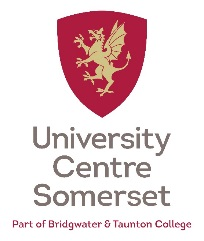 University
Centre
Somerset
Part of Bridgwater & Taunton College